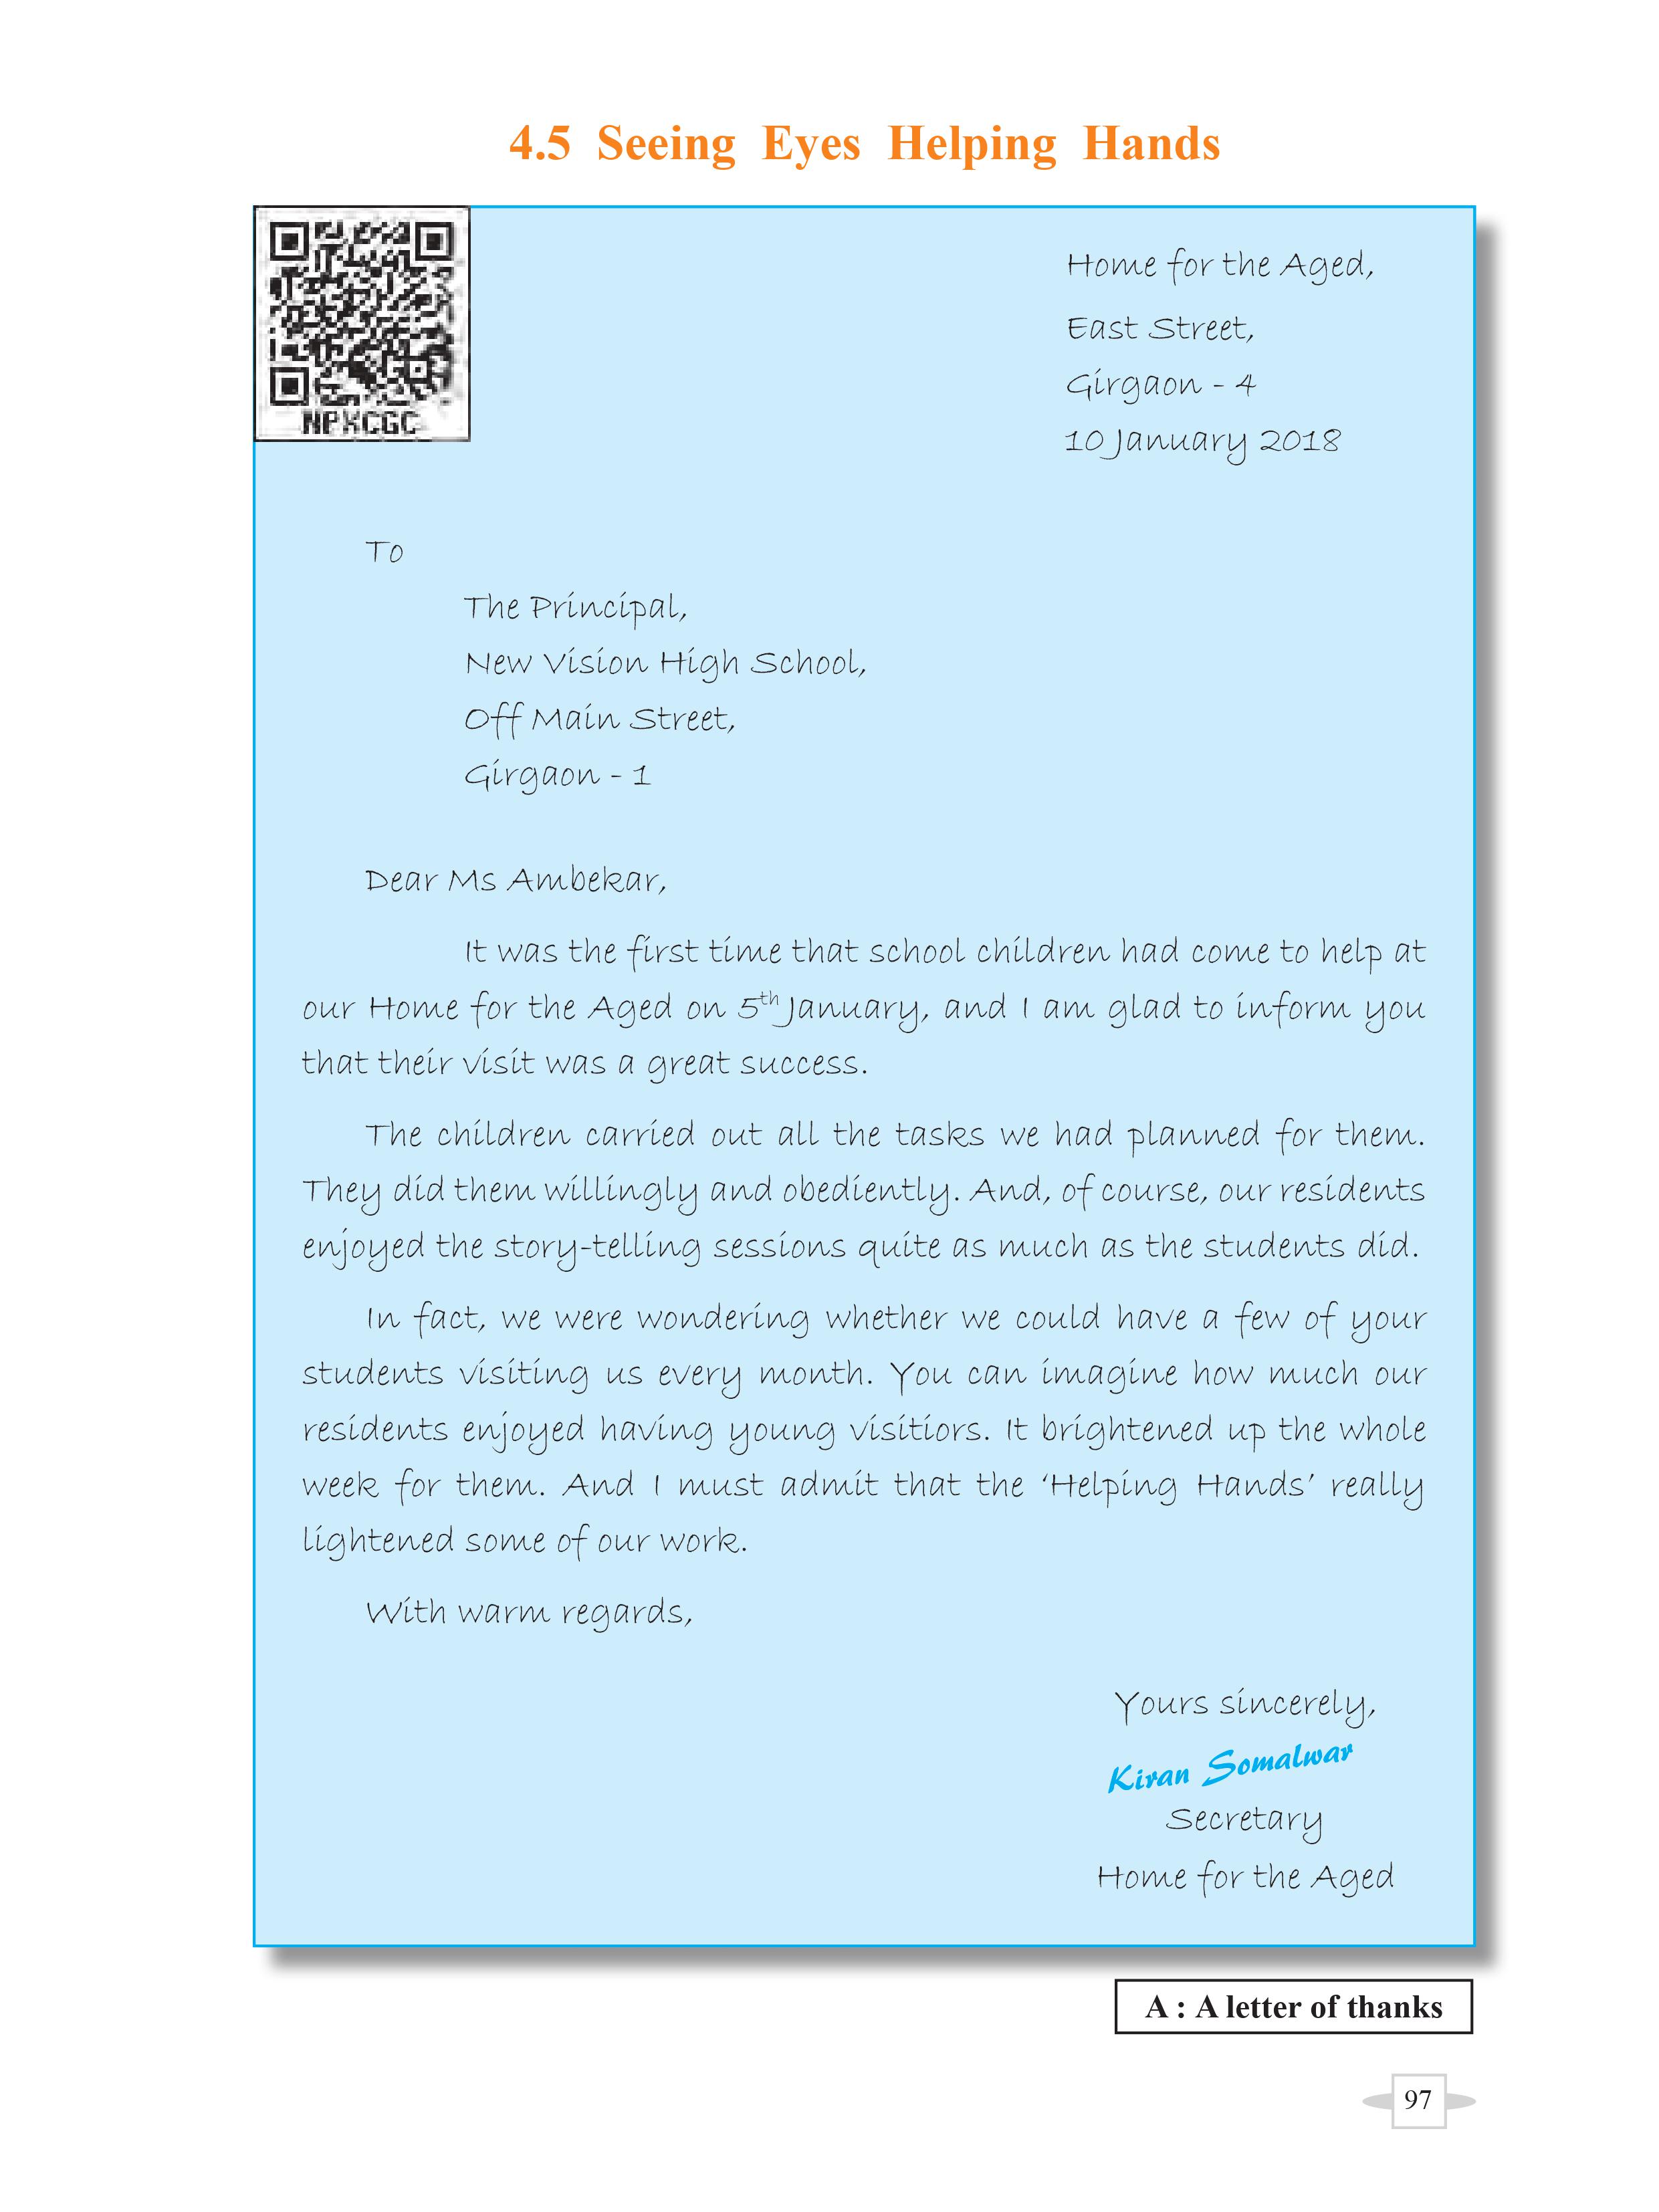 4.5 Seeing Eyes Helping Hands
NPXCGC
Home for the Aged,
East Street,
Girgaon - 4
10 January 2018
To
The Principal,
New Vision High School,
Off Main Street,
Girgaon - 1
Dear Ms Ambekar,
It was the first time that school children had come to help at
our Home for the Aged on 5th January, and I am glad to inform you
that their visit was a great success.
The children carried out all the tasks we had planned for them.
They did them willingly and obediently. And, of course, our residents
enjoyed the story-telling sessions quite as much as the students did.
In fact, we were wondering whether we could have a few of your
students visiting us every month. You can imagine how much our
residents enjoyed having young visitiors. It brightened up the whole
week for them. And I must admit that the ‘Helping Hands’ really
lightened some of our work.
With warm regards,
Yours sincerely,
Kiran Somalwar
Secretary
Home for the Aged
A : A letter of thanks
97